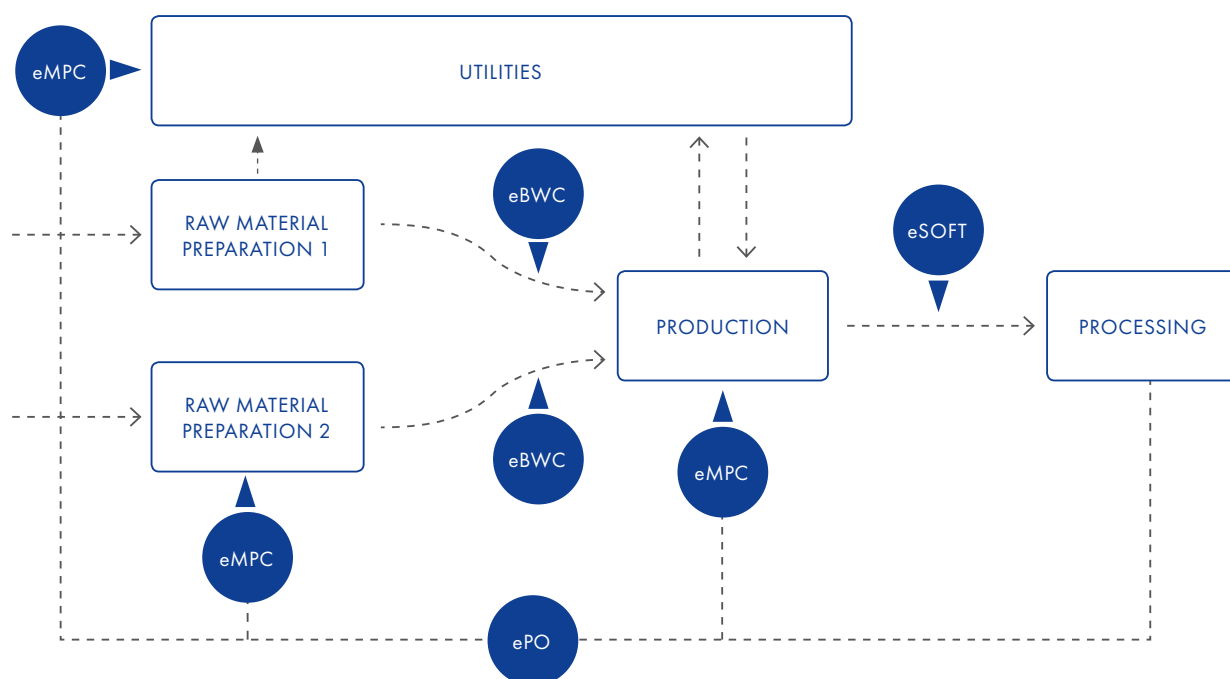 eMPC
UTILITIES
RAW MATERIAL
PREPARATION 1
eBWC
eSOFT
PRODUCTION
PROCESSING
RAW MATERIAL
PREPARATION 2
eBWC
eMPC
eMPC
ePO